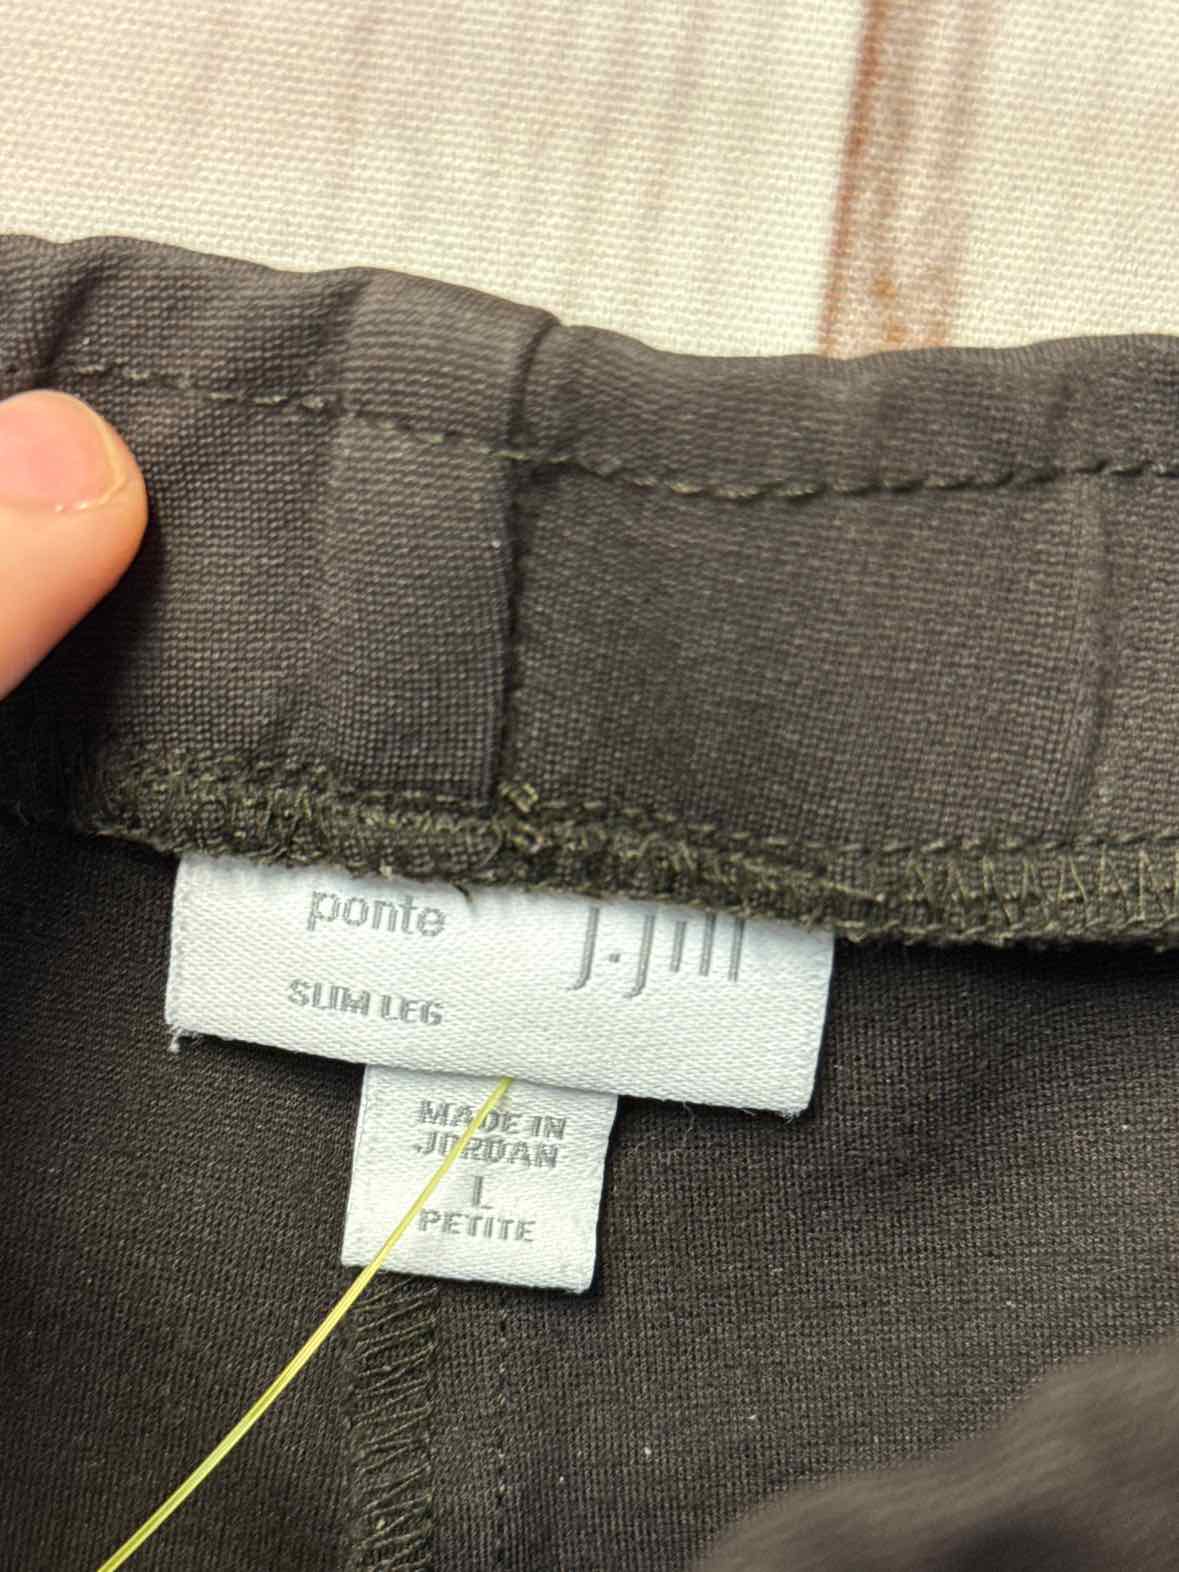 ponte
j.jill
SLIM LEG
MADE IN
JORDAN
L
PETITE